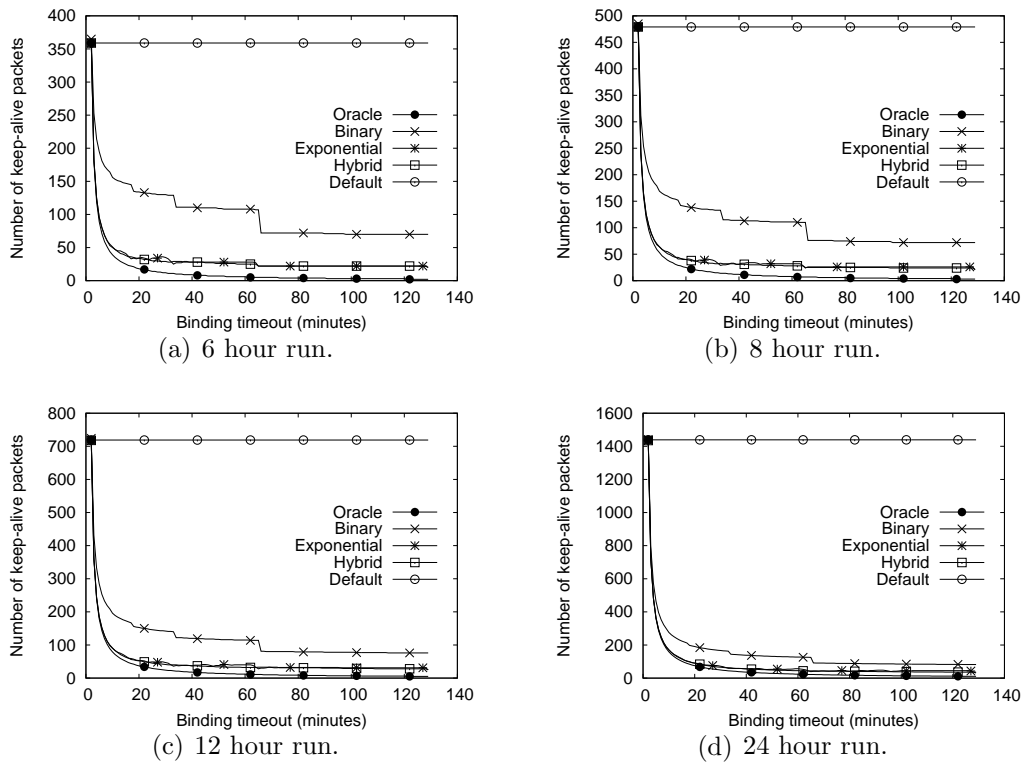 400
350
300
250
200
150
100
50
0
Number of keep-alive packets
Oracle
Binary
Exponential
Hybrid
Default
0 20 40 60 80 100 120 140
Binding timeout (minutes)
(a) 6 hour run.
500
450
400
350
300
250
200
150
100
50
0
Number of keep-alive packets
Oracle
Binary
Exponential
Hybrid
Default
0 20 40 60 80 100 120 140
Binding timeout (minutes)
(b) 8 hour run.
800
700
600
500
400
300
200
100
0
Number of keep-alive packets
Oracle
Binary
Exponential
Hybrid
Default
0 20 40 60 80 100 120 140
Binding timeout (minutes)
(c) 12 hour run.
1600
1400
1200
1000
800
600
400
200
0
Number of keep-alive packets
Oracle
Binary
Exponential
Hybrid
Default
0 20 40 60 80 100 120 140
Binding timeout (minutes)
(d) 24 hour run.